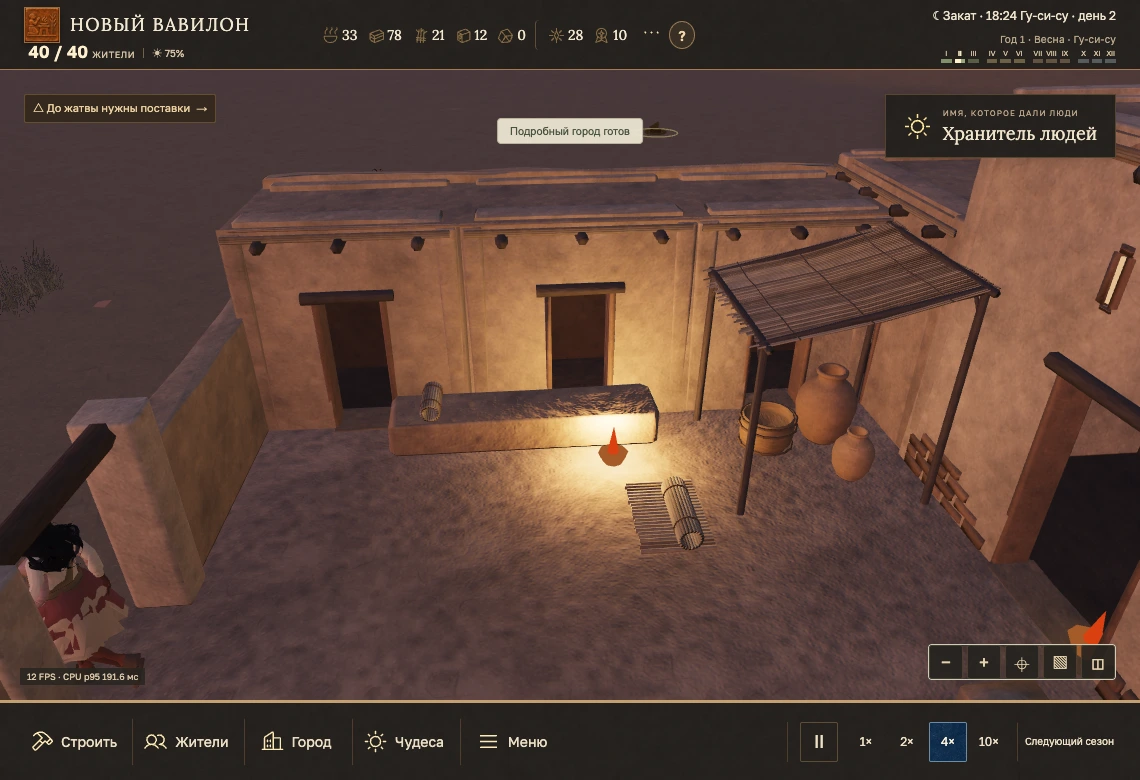 НОВЫЙ ВАВИЛОН
40 / 40 ЖИТЕЛИ 75%
33 78 21 12 0 28 10 ... ?
Закат · 18:24 Гу-си-су · день 2
Год 1 · Весна · Гу-си-су
I II III IV V VI VII VIII IX X XI XII
До жатвы нужны поставки →
Подробный город готов
ИМЯ, КОТОРОЕ ДАЛИ ЛЮДИ
Хранитель людей
− +
12 FPS · CPU p95 191.6 мс
Строить Жители Город Чудеса Меню
1× 2× 4× 10× Следующий сезон